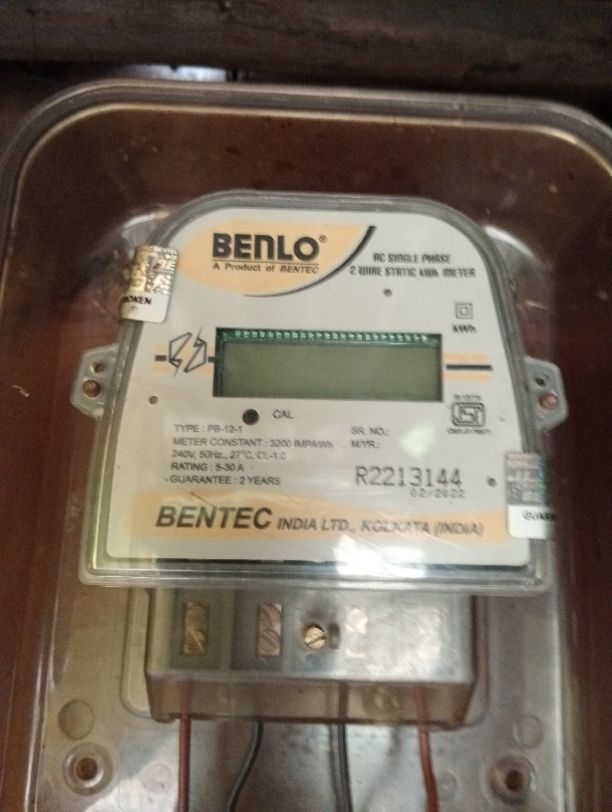 BENLO®
A Product of BENTEC
AC SINGLE PHASE
2 WIRE STATIC kWh METER
kWh
CAL
TYPE : PB-12-1
METER CONSTANT : 3200 IMP/kWh
240V, 50Hz., 27°C, CL-1.0
RATING : 5-30 A
GUARANTEE : 2 YEARS
SR. NO.:
M/YR.:
R2213144
02/2022
BENTEC INDIA LTD., KOLKATA (INDIA)